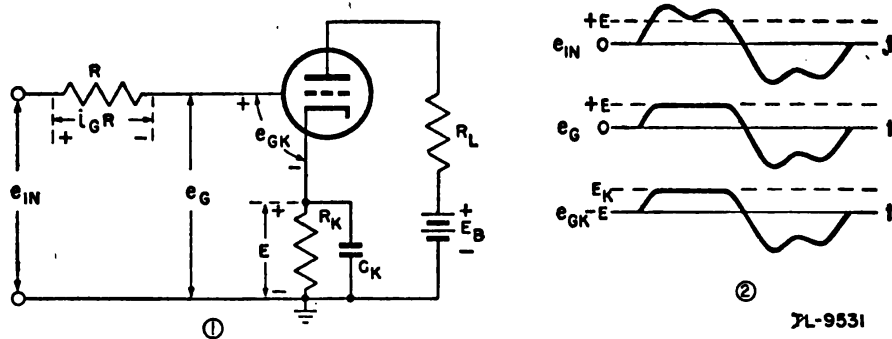 R
i_G R
+ -
e_IN
e_G
+
e_GK
-
+
E
-
R_K
C_K
R_L
+
E_B
-
①
+E
e_IN 0 t
+E
e_G 0 t
E_K
e_GK -E t
②
TL-9531